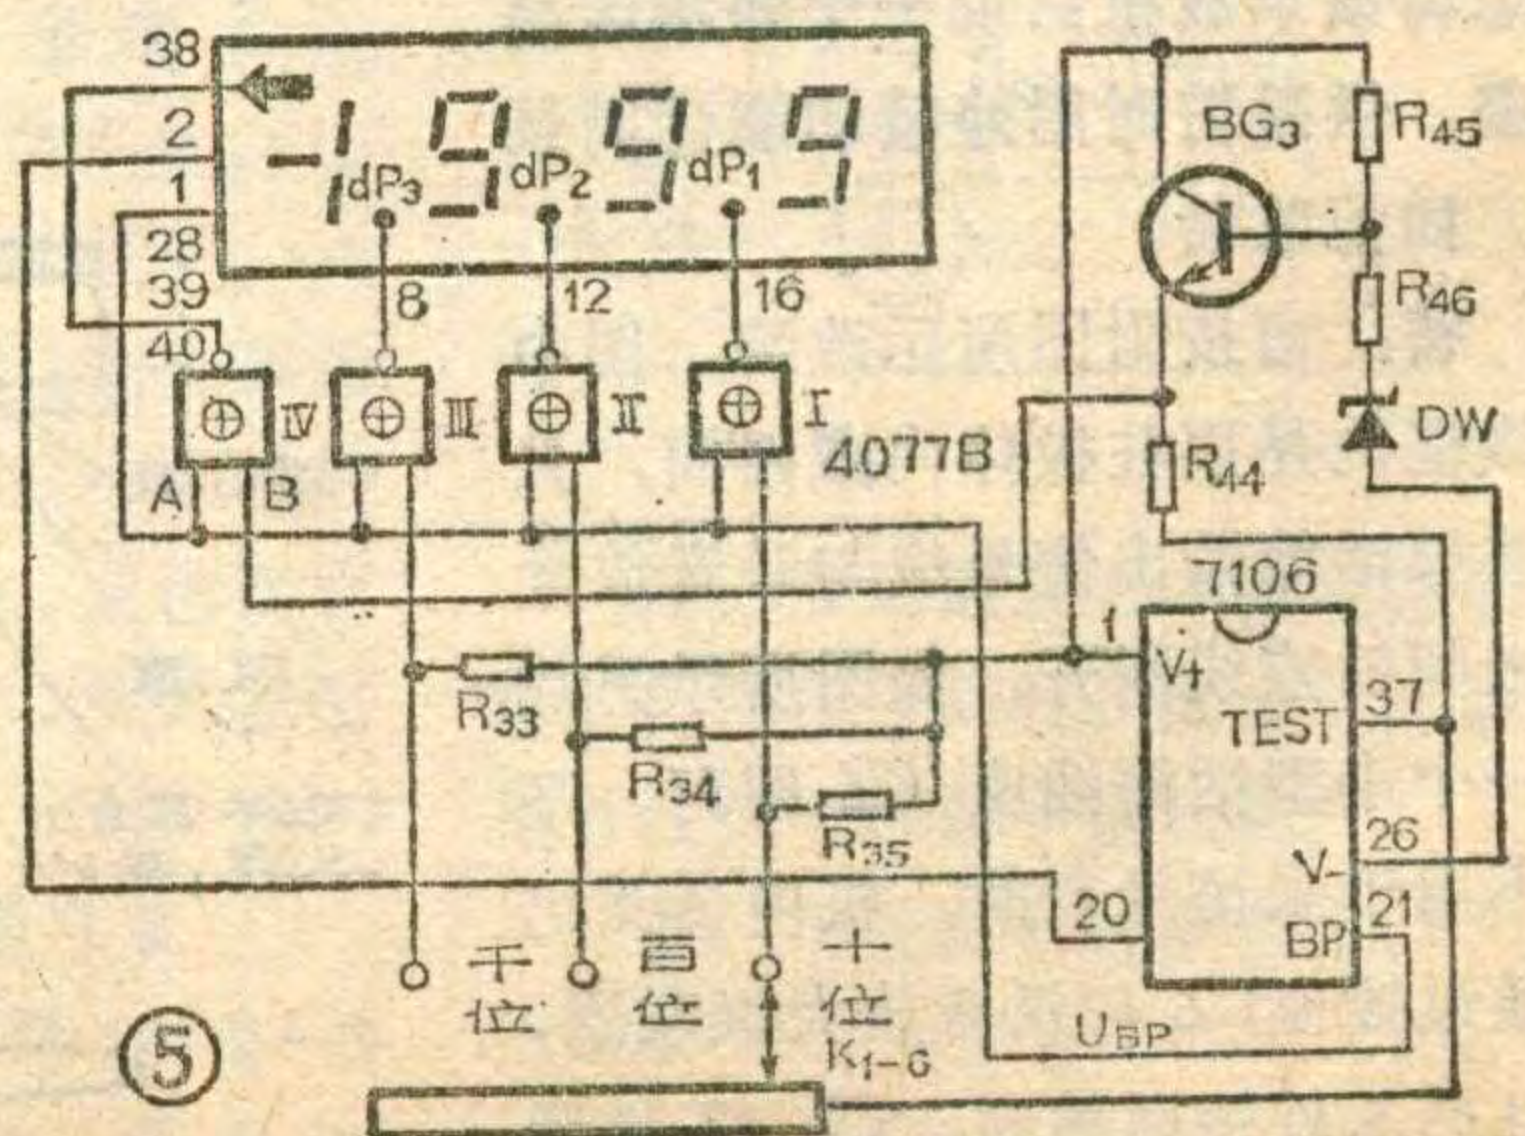 38
2
1
28
39
40
-1999
dP3
dP2
dP1
8
12
16
BG3
R45
R46
DW
R44
IV
III
II
I
4077B
A
B
7106
1
V+
TEST
37
R33
R34
R35
V-
26
20
BP
21
千位
百位
十位
K1-6
UBP
⑤